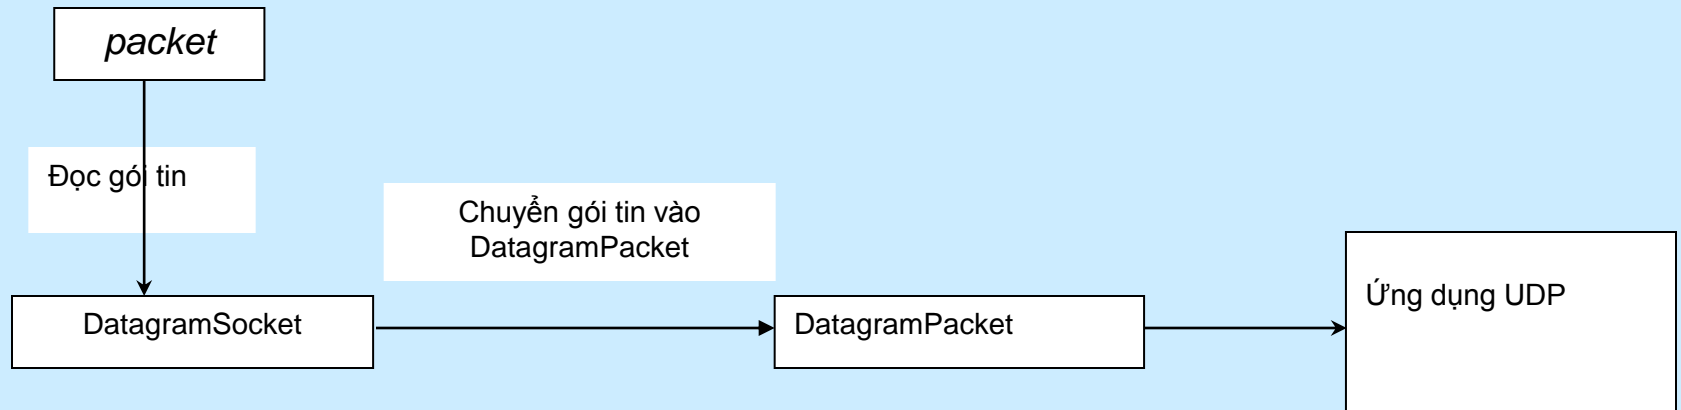 packet
Đọc gói tin
Chuyển gói tin vào
DatagramPacket
DatagramSocket
DatagramPacket
Ứng dụng UDP